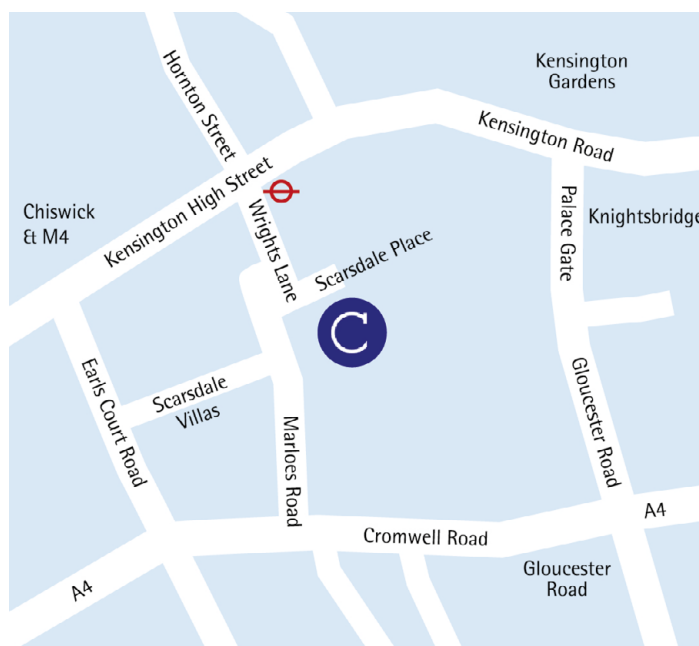 Hornton Street
Kensington
Gardens
Kensington Road
Kensington High Street
Chiswick
& M4
Wrights Lane
Palace Gate
Knightsbridge
Scarsdale Place
C
Earls Court Road
Scarsdale
Villas
Gloucester Road
Marloes Road
A4
Cromwell Road
Gloucester
Road
A4